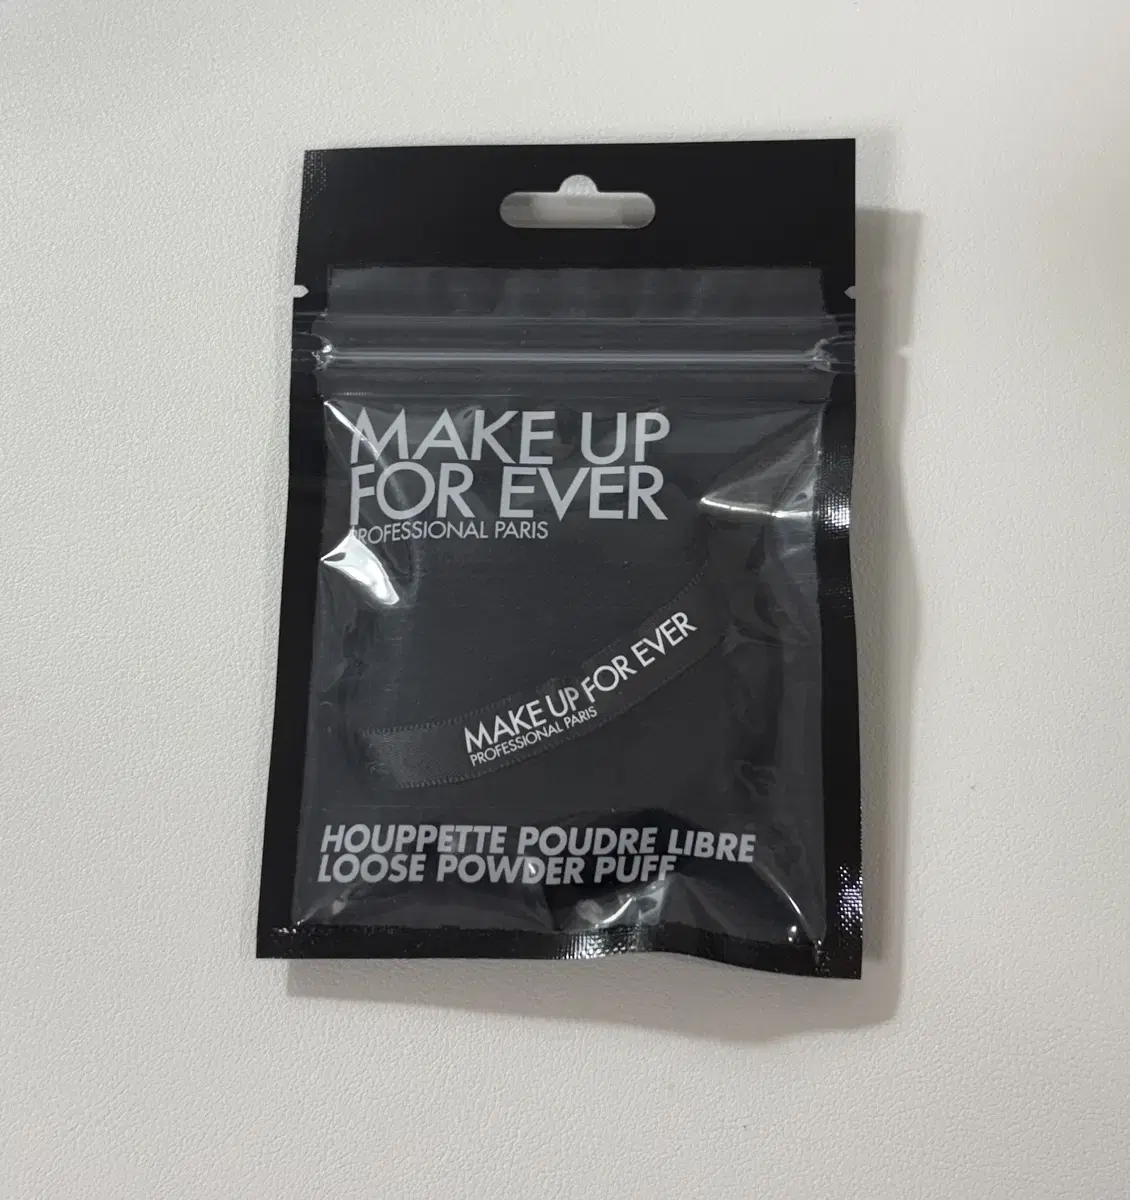 MAKE UP
FOR EVER
PROFESSIONAL PARIS
MAKE UP FOR EVER
PROFESSIONAL PARIS
HOUPPETTE POUDRE LIBRE
LOOSE POWDER PUFF